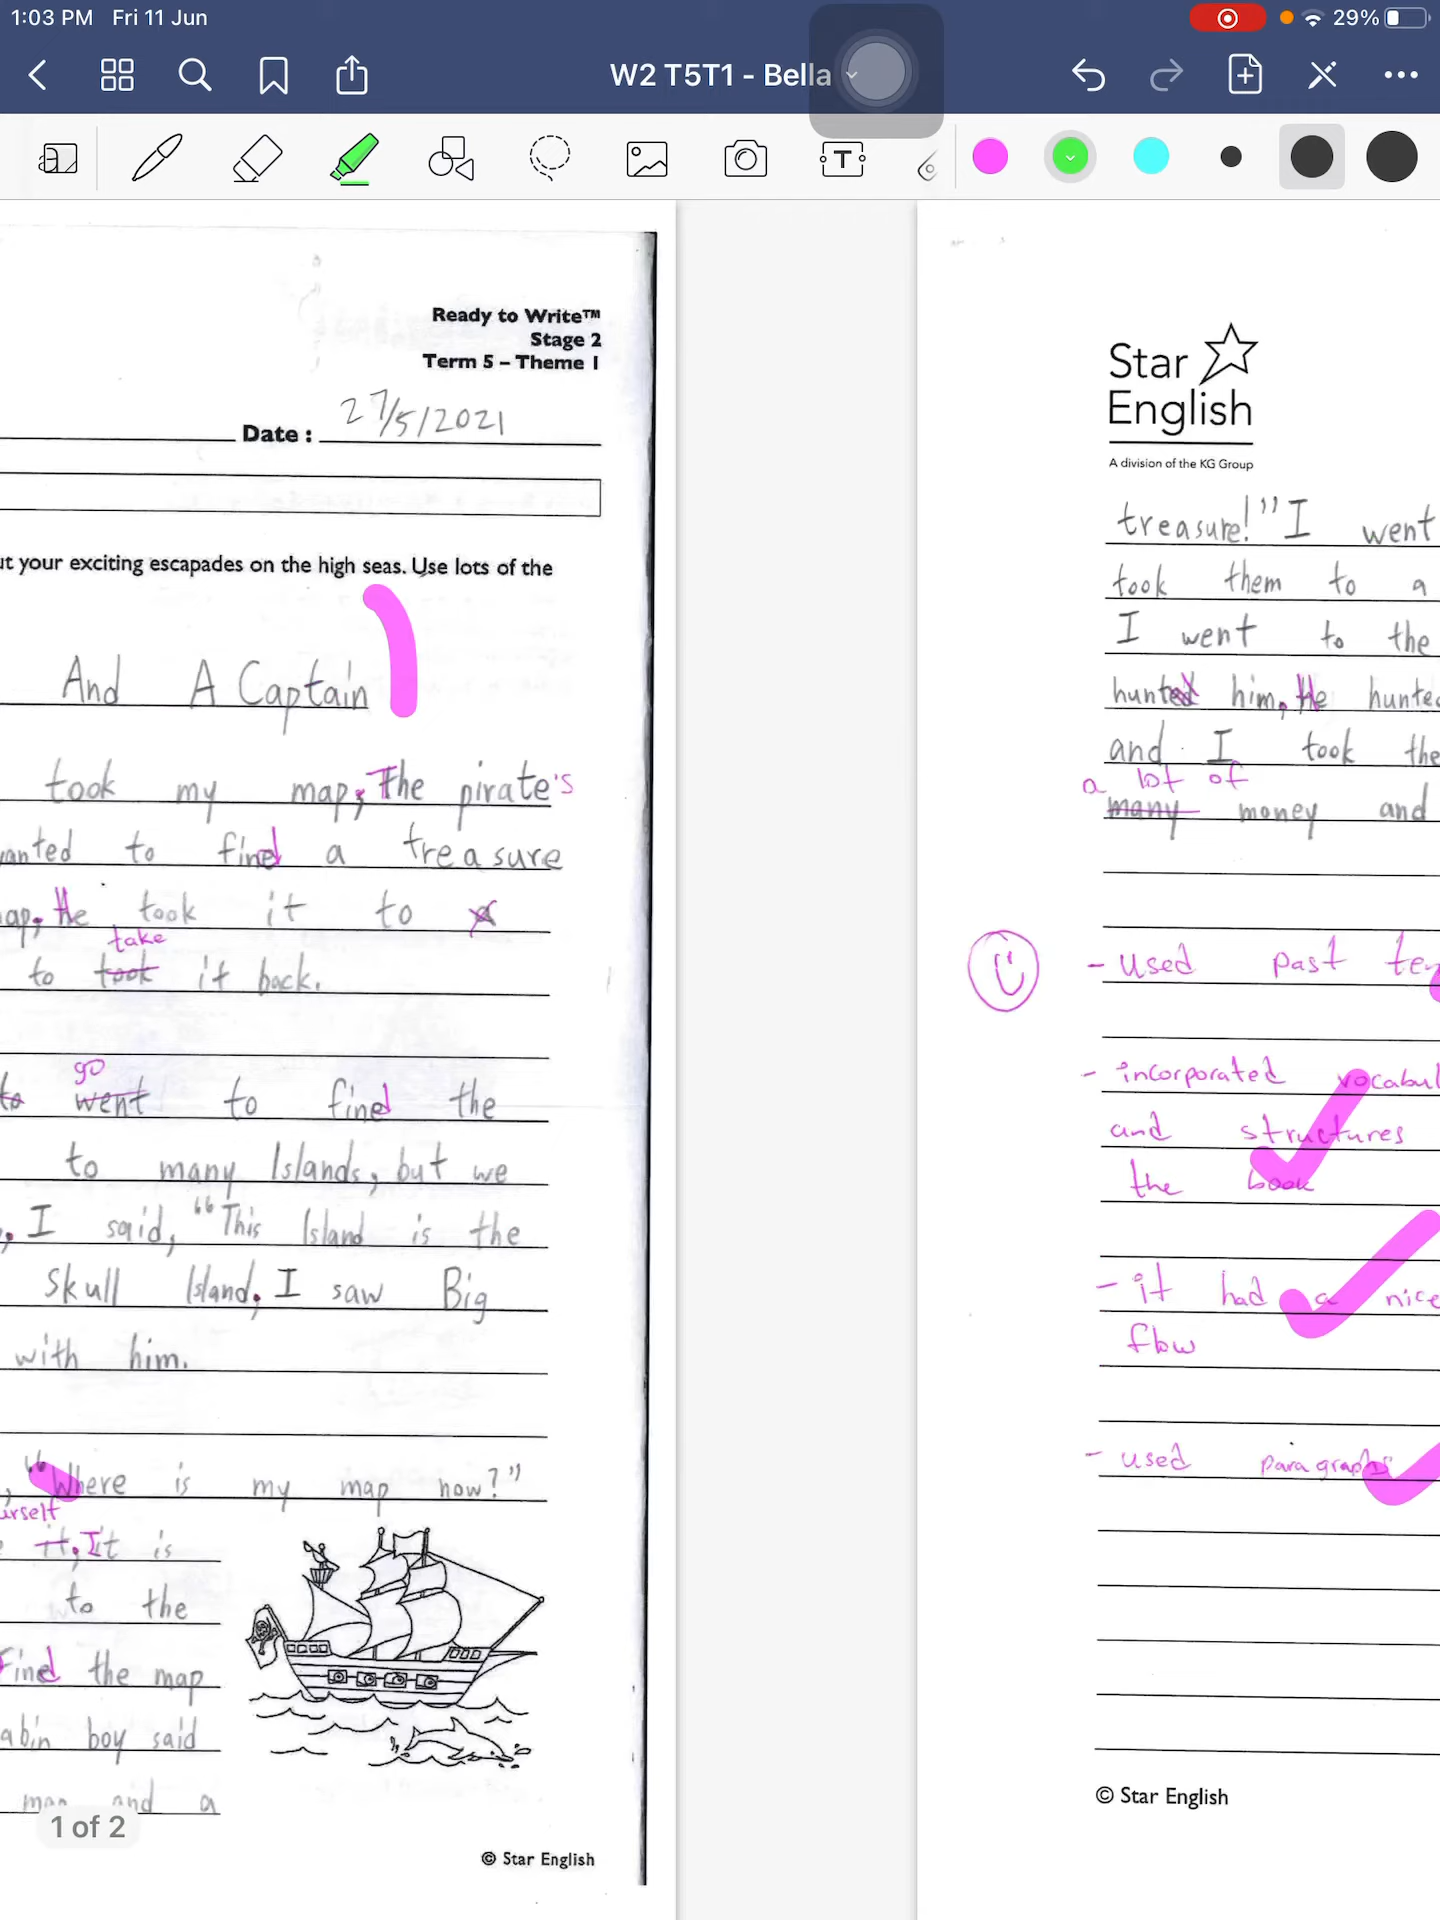 1:03 PM Fri 11 Jun
29%
W2 T5T1 - Bella
Ready to Write™
Stage 2
Term 5 – Theme 1
Date : 27/5/2021
ut your exciting escapades on the high seas. Use lots of the
And A Captain
took my map, The pirate's
wanted to find a treasure
map, He took it to a
take
to took it back.
go
to went to find the
to many Islands, but we
I said, "This Island is the
Skull Island. I saw Big
with him.
"Where is my map now?"
urself
it. It is
to the
Find the map
abin boy said
map and a
1 of 2
© Star English
Star
English
A division of the KG Group
treasure!" I went
took them to a
I went to the
hunted him. He hunte
and I took the
a lot of
many money and
- used past ten
- incorporated vocabul
and structures
the book
- it had a nice
flow
- used paragraphs
© Star English